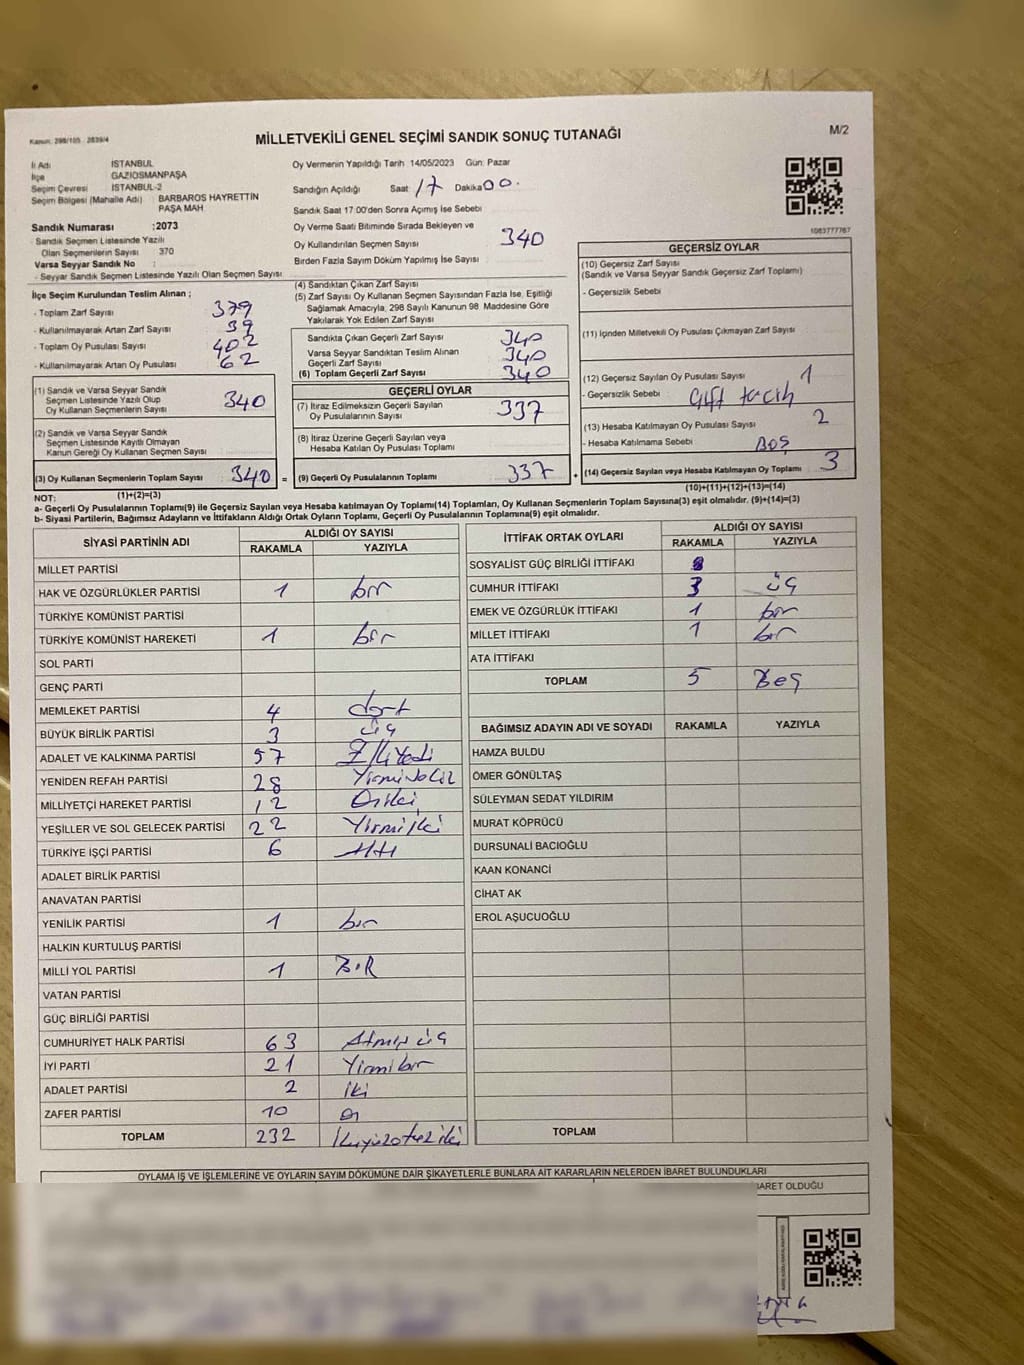 Kanun: 298/105 - 2839/4
MİLLETVEKİLİ GENEL SEÇİMİ SANDIK SONUÇ TUTANAĞI
M/2
İl Adı İSTANBUL
İlçe GAZİOSMANPAŞA
Seçim Çevresi İSTANBUL-2
Seçim Bölgesi (Mahalle Adı) BARBAROS HAYRETTİN PAŞA MAH.
Sandık Numarası :2073
- Sandık Seçmen Listesinde Yazılı
Olan Seçmenlerin Sayısı 370
Varsa Seyyar Sandık No :
- Seyyar Sandık Seçmen Listesinde Yazılı Olan Seçmen Sayısı :
Oy Vermenin Yapıldığı Tarih 14/05/2023 Gün: Pazar
Sandığın Açıldığı Saat 17 Dakika 00.
Sandık Saat 17:00'den Sonra Açımış İse Sebebi
Oy Verme Saati Bitiminde Sırada Bekleyen ve
Oy Kullandırılan Seçmen Sayısı 340
Birden Fazla Sayım Döküm Yapılmış İse Sayısı :
1083777767
İlçe Seçim Kurulundan Teslim Alınan ;
- Toplam Zarf Sayısı 379
- Kullanılmayarak Artan Zarf Sayısı 39
- Toplam Oy Pusulası Sayısı 402
- Kullanılmayarak Artan Oy Pusulası 62
(4) Sandıktan Çıkan Zarf Sayısı
(5) Zarf Sayısı Oy Kullanan Seçmen Sayısından Fazla İse, Eşitliği
Sağlamak Amacıyla, 298 Sayılı Kanunun 98 Maddesine Göre
Yakılarak Yok Edilen Zarf Sayısı
Sandıkta Çıkan Geçerli Zarf Sayısı 340
Varsa Seyyar Sandıktan Teslim Alınan
Geçerli Zarf Sayısı 340
(6) Toplam Geçerli Zarf Sayısı 340
GEÇERSİZ OYLAR
(10) Geçersiz Zarf Sayısı
(Sandık ve Varsa Seyyar Sandık Geçersiz Zarf Toplamı)
- Geçersizlik Sebebi
(11) İçinden Milletvekili Oy Pusulası Çıkmayan Zarf Sayısı
(12) Geçersiz Sayılan Oy Pusulası Sayısı 1
- Geçersizlik Sebebi : Çift tercih
(13) Hesaba Katılmayan Oy Pusulası Sayısı 2
- Hesaba Katılmama Sebebi BOŞ
(14) Geçersiz Sayılan veya Hesaba Katılmayan Oy Toplamı 3
(10)+(11)+(12)+(13)=(14)
(1) Sandık ve Varsa Seyyar Sandık
Seçmen Listesinde Yazılı Olup
Oy Kullanan Seçmenlerin Sayısı 340
(2) Sandık ve Varsa Seyyar Sandık
Seçmen Listesinde Kayıtlı Olmayan
Kanun Gereği Oy Kullanan Seçmen Sayısı
(3) Oy Kullanan Seçmenlerin Toplam Sayısı 340 =
GEÇERLİ OYLAR
(7) İtiraz Edilmeksizin Geçerli Sayılan
Oy Pusulalarının Sayısı 337
(8) İtiraz Üzerine Geçerli Sayılan veya
Hesaba Katılan Oy Pusulası Toplamı
(9) Geçerli Oy Pusulalarının Toplamı 337 +
NOT: (1)+(2)=(3)
a- Geçerli Oy Pusulalarının Toplamı(9) ile Geçersiz Sayılan veya Hesaba katılmayan Oy Toplamı(14) Toplamları, Oy Kullanan Seçmenlerin Toplam Sayısına(3) eşit olmalıdır. (9)+(14)=(3)
b- Siyasi Partilerin, Bağımsız Adayların ve İttifakların Aldığı Ortak Oyların Toplamı, Geçerli Oy Pusulalarının Toplamına(9) eşit olmalıdır.
SİYASİ PARTİNİN ADI ALDIĞI OY SAYISI
RAKAMLA YAZIYLA
MİLLET PARTİSİ
HAK VE ÖZGÜRLÜKLER PARTİSİ 1 bir
TÜRKİYE KOMÜNİST PARTİSİ
TÜRKİYE KOMÜNİST HAREKETİ 1 bir
SOL PARTİ
GENÇ PARTİ
MEMLEKET PARTİSİ 4 dört
BÜYÜK BİRLİK PARTİSİ 3 üç
ADALET VE KALKINMA PARTİSİ 57 Elliyedi
YENİDEN REFAH PARTİSİ 28
MİLLİYETÇİ HAREKET PARTİSİ 12 Oniki
YEŞİLLER VE SOL GELECEK PARTİSİ 22 Yirmiiki
TÜRKİYE İŞÇİ PARTİSİ 6
ADALET BİRLİK PARTİSİ
ANAVATAN PARTİSİ
YENİLİK PARTİSİ 1 bir
HALKIN KURTULUŞ PARTİSİ
MİLLİ YOL PARTİSİ 1 BİR
VATAN PARTİSİ
GÜÇ BİRLİĞİ PARTİSİ
CUMHURİYET HALK PARTİSİ 63 Atmış üç
İYİ PARTİ 21 Yirmibir
ADALET PARTİSİ 2 İki
ZAFER PARTİSİ 10 On
TOPLAM 232 İkiyüzotuziki
İTTİFAK ORTAK OYLARI ALDIĞI OY SAYISI
RAKAMLA YAZIYLA
SOSYALİST GÜÇ BİRLİĞİ İTTİFAKI
CUMHUR İTTİFAKI 3 üç
EMEK VE ÖZGÜRLÜK İTTİFAKI 1 bir
MİLLET İTTİFAKI 1 bir
ATA İTTİFAKI
TOPLAM 5 Beş
BAĞIMSIZ ADAYIN ADI VE SOYADI RAKAMLA YAZIYLA
HAMZA BULDU
ÖMER GÖNÜLTAŞ
SÜLEYMAN SEDAT YILDIRIM
MURAT KÖPRÜCÜ
DURSUNALİ BACIOĞLU
KAAN KONANCİ
CİHAT AK
EROL AŞUCUOĞLU
TOPLAM
OYLAMA İŞ VE İŞLEMLERİNE VE OYLARIN SAYIM DÖKÜMÜNE DAİR ŞİKAYETLERLE BUNLARA AİT KARARLARIN NELERDEN İBARET BULUNDUKLARI
BARET OLDUĞU